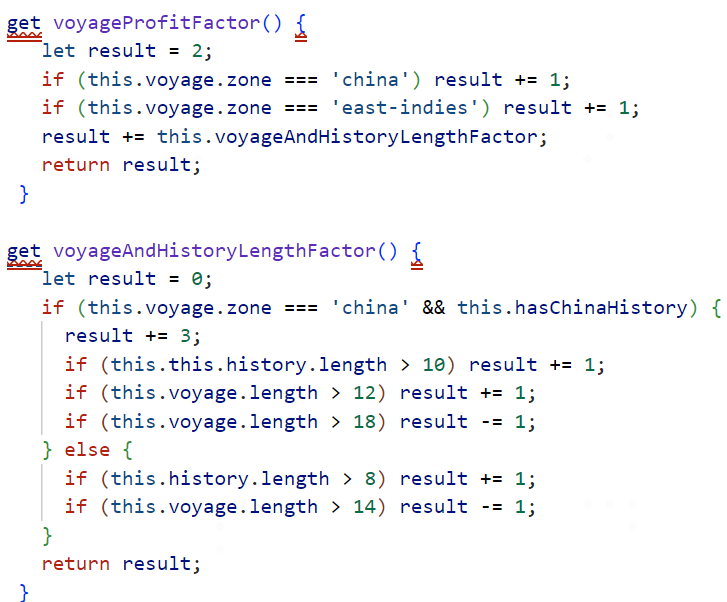 get voyageProfitFactor() {
let result = 2;
if (this.voyage.zone === 'china') result += 1;
if (this.voyage.zone === 'east-indies') result += 1;
result += this.voyageAndHistoryLengthFactor;
return result;
}
get voyageAndHistoryLengthFactor() {
let result = 0;
if (this.voyage.zone === 'china' && this.hasChinaHistory) {
result += 3;
if (this.this.history.length > 10) result += 1;
if (this.voyage.length > 12) result += 1;
if (this.voyage.length > 18) result -= 1;
} else {
if (this.history.length > 8) result += 1;
if (this.voyage.length > 14) result -= 1;
}
return result;
}